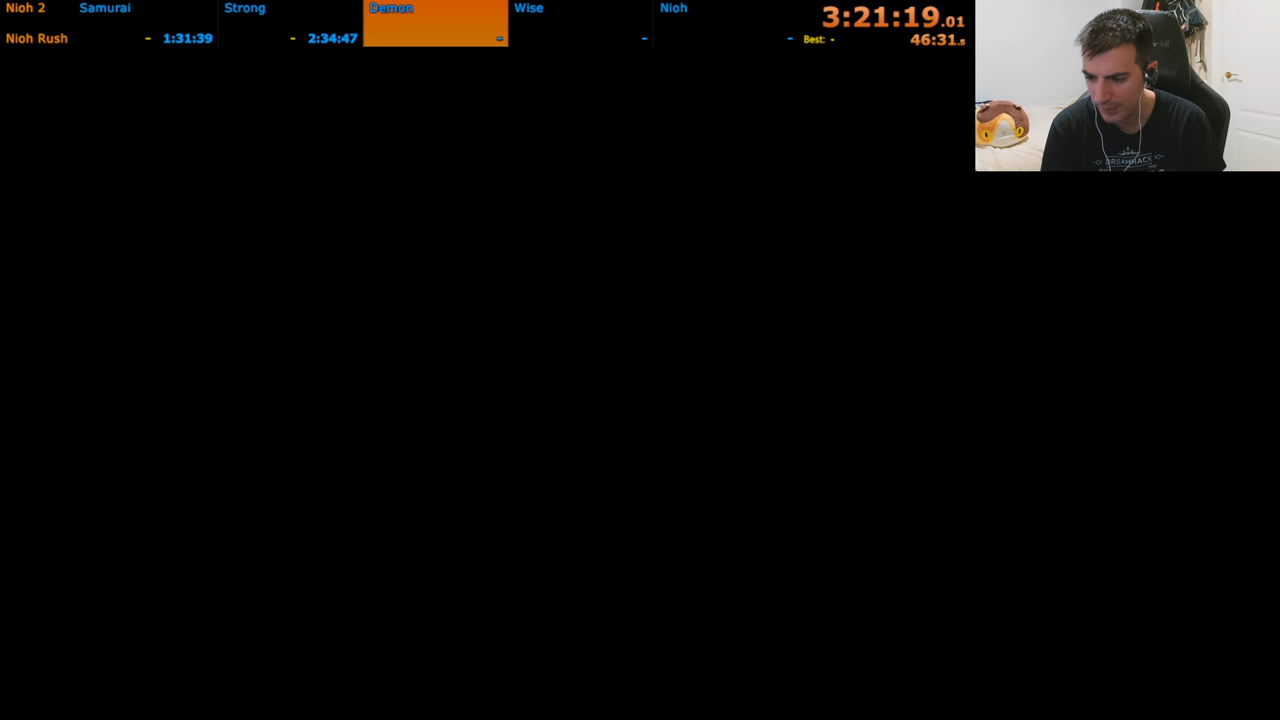 Nioh 2 Samurai Strong Demon Wise Nioh 3:21:19.01
Nioh Rush - 1:31:39 - 2:34:47 - - - Best: - 46:31.5
DREAMHACK